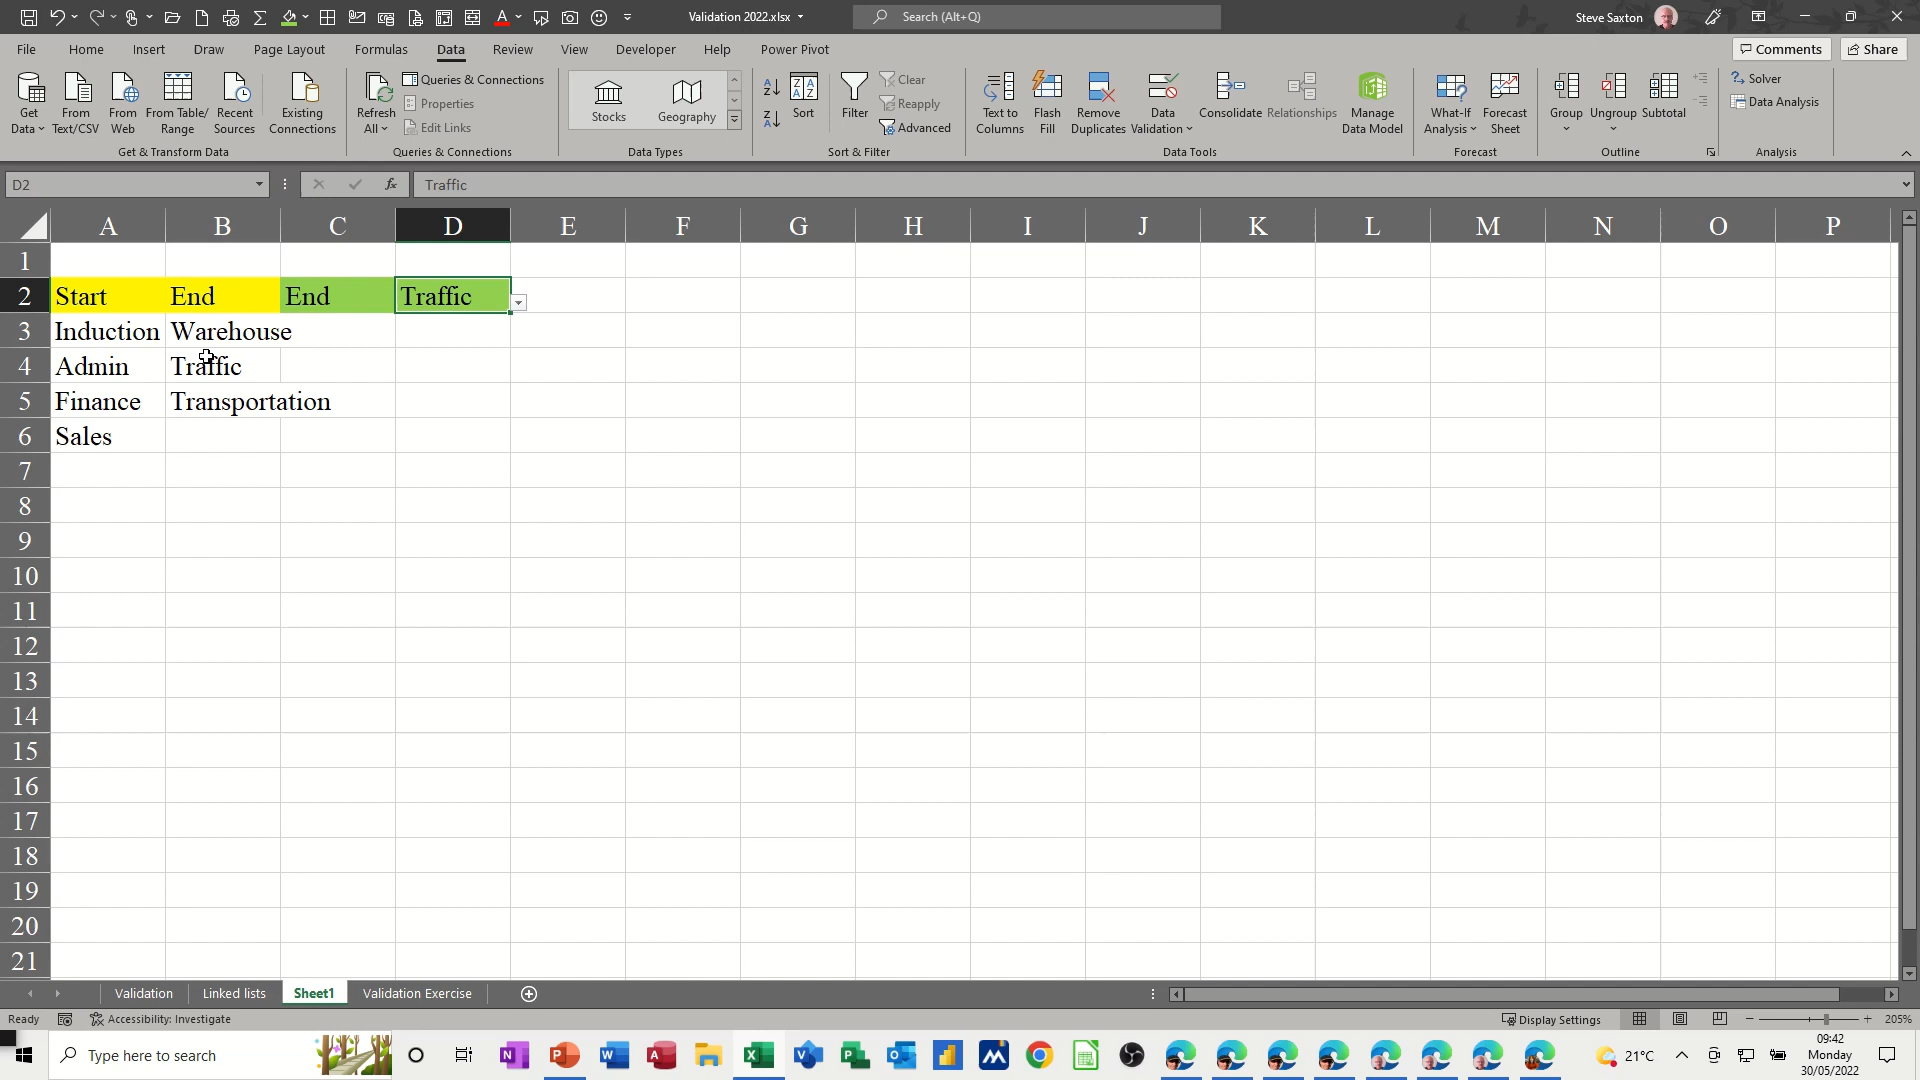 Validation 2022.xlsx
Search (Alt+Q)
Steve Saxton
File Home Insert Draw Page Layout Formulas Data Review View Developer Help Power Pivot
Comments Share
Get Data
From Text/CSV
From Web
From Table/ Range
Recent Sources
Existing Connections
Get & Transform Data
Refresh All
Queries & Connections
Properties
Edit Links
Queries & Connections
Stocks
Geography
Data Types
Sort
Filter
Clear
Reapply
Advanced
Sort & Filter
Text to Columns
Flash Fill
Remove Duplicates
Data Validation
Consolidate
Relationships
Manage Data Model
Data Tools
What-If Analysis
Forecast Sheet
Forecast
Group
Ungroup
Subtotal
Outline
Solver
Data Analysis
Analysis
D2
fx
Traffic
A B C D E F G H I J K L M N O P
1
2 Start End End Traffic
3 Induction Warehouse
4 Admin Traffic
5 Finance Transportation
6 Sales
7
8
9
10
11
12
13
14
15
16
17
18
19
20
21
Validation Linked lists Sheet1 Validation Exercise
Ready Accessibility: Investigate
Display Settings
205%
Type here to search
21°C
09:42
Monday
30/05/2022